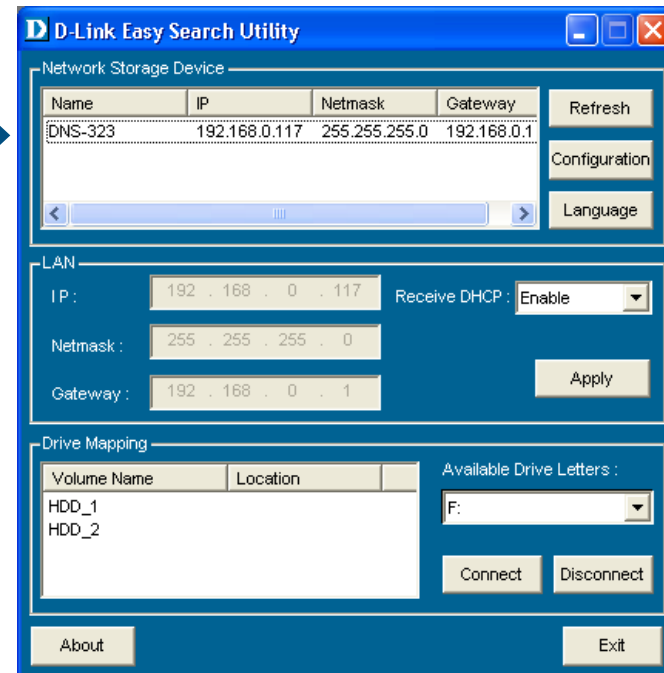 D D-Link Easy Search Utility
Network Storage Device
Name IP Netmask Gateway
DNS-323 192.168.0.117 255.255.255.0 192.168.0.1
Refresh
Configuration
Language
LAN
IP : 192 . 168 . 0 . 117 Receive DHCP : Enable
Netmask : 255 . 255 . 255 . 0
Gateway : 192 . 168 . 0 . 1
Apply
Drive Mapping
Volume Name Location
HDD_1
HDD_2
Available Drive Letters :
F:
Connect Disconnect
About Exit